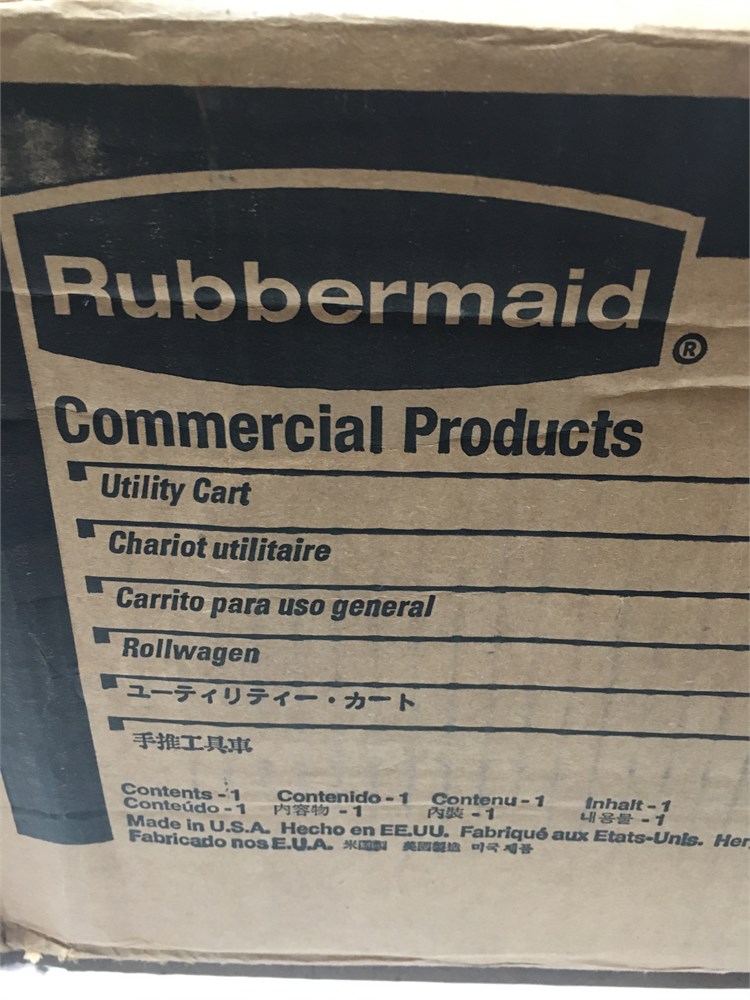 Rubbermaid ®
Commercial Products
Utility Cart
Chariot utilitaire
Carrito para uso general
Rollwagen
ユーティリティー・カート
手推工具車
Contents - 1 Contenido - 1 Contenu - 1 Inhalt - 1
Conteúdo - 1 内容物 - 1 內裝 - 1 내용물 - 1
Made in U.S.A. Hecho en EE.UU. Fabriqué aux Etats-Unis. Her
Fabricado nos E.U.A. 米国製 美國製造 미국 제품